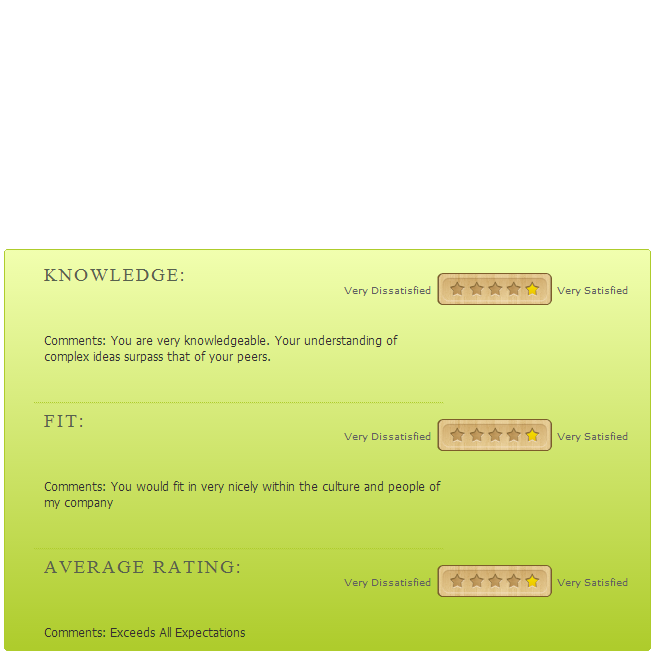 KNOWLEDGE:
Very Dissatisfied Very Satisfied
Comments: You are very knowledgeable. Your understanding of
complex ideas surpass that of your peers.
FIT:
Very Dissatisfied Very Satisfied
Comments: You would fit in very nicely within the culture and people of
my company
AVERAGE RATING:
Very Dissatisfied Very Satisfied
Comments: Exceeds All Expectations